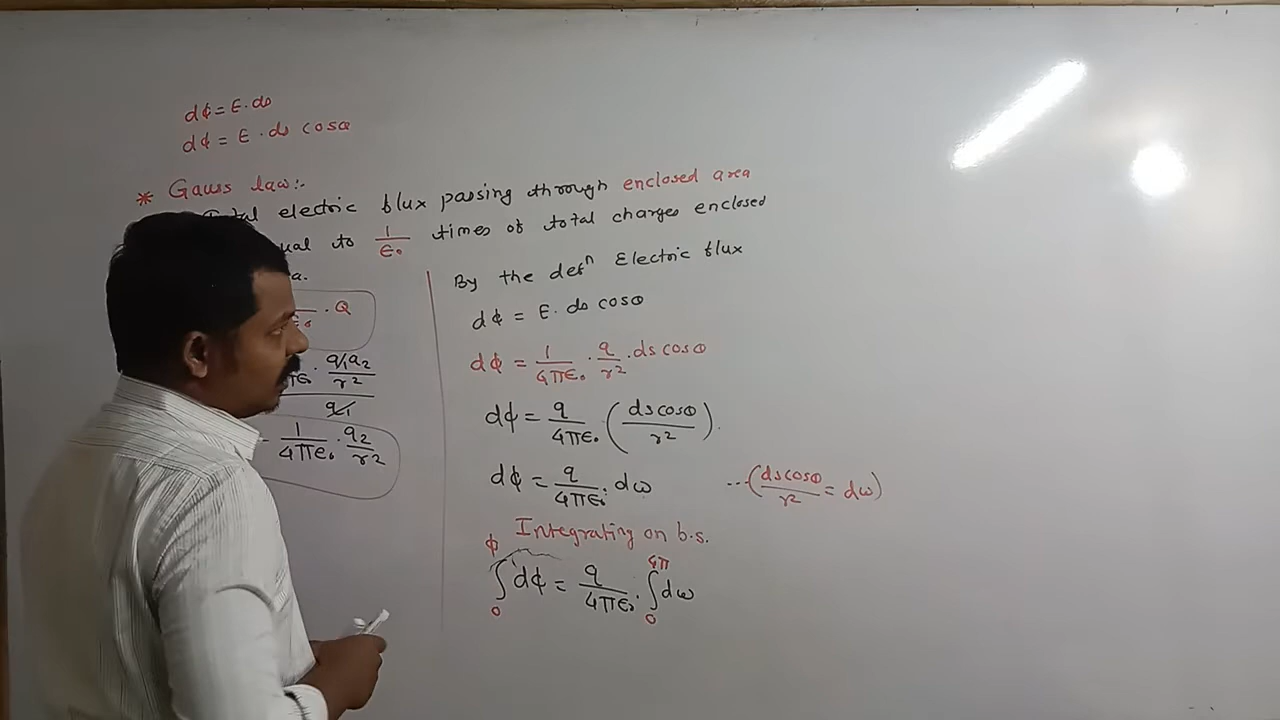 dϕ = E. ds
dϕ = E . ds cosθ
* Gauss law:-
electric flux passing through enclosed area
to 1/ε₀ times of total charges enclosed
. Q
. q₁q₂/r²
q₁
1/4πε₀ . q₂/r²
By the defⁿ Electric flux
dϕ = E. ds cosθ
dϕ = 1/4πε₀ . q/r² . ds cosθ
dϕ = q/4πε₀ (ds cosθ/r²).
dϕ = q/4πε₀ . dω ...(ds cosθ/r² = dω)
Integrating on b.s.
∫₀^ϕ dϕ = q/4πε₀ . ∫₀^4π dω